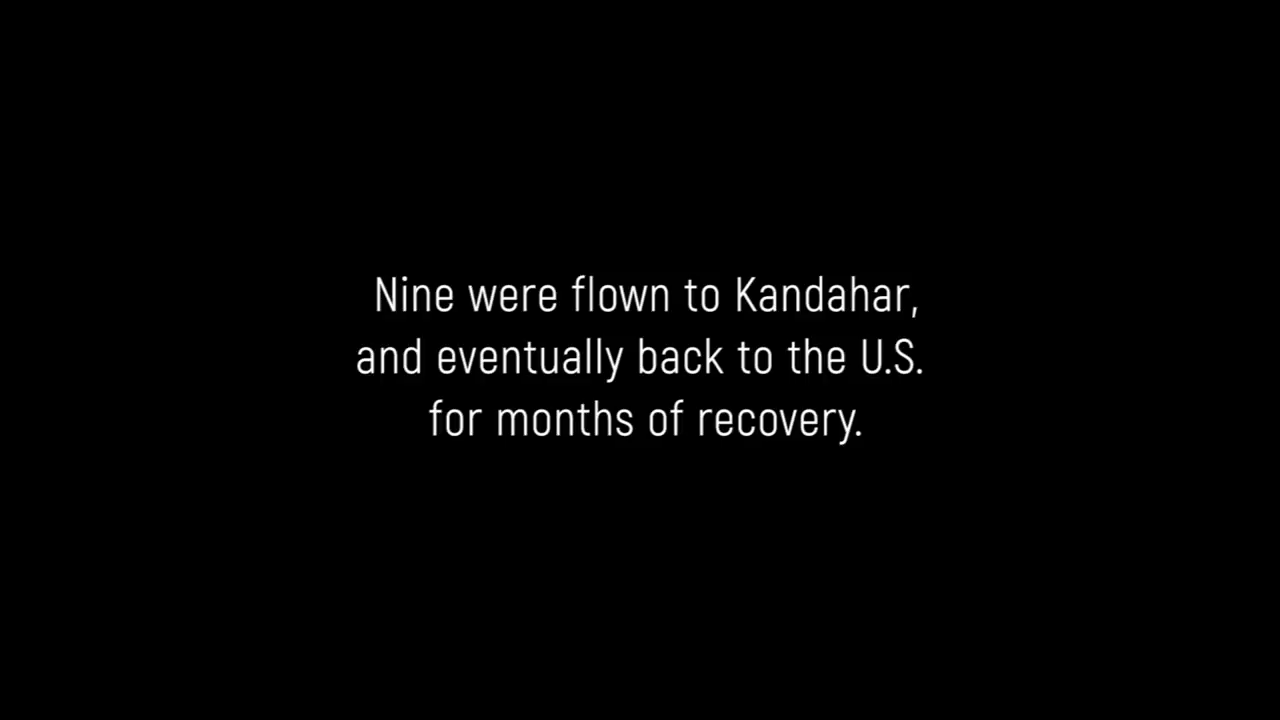 Nine were flown to Kandahar,
and eventually back to the U.S.
for months of recovery.